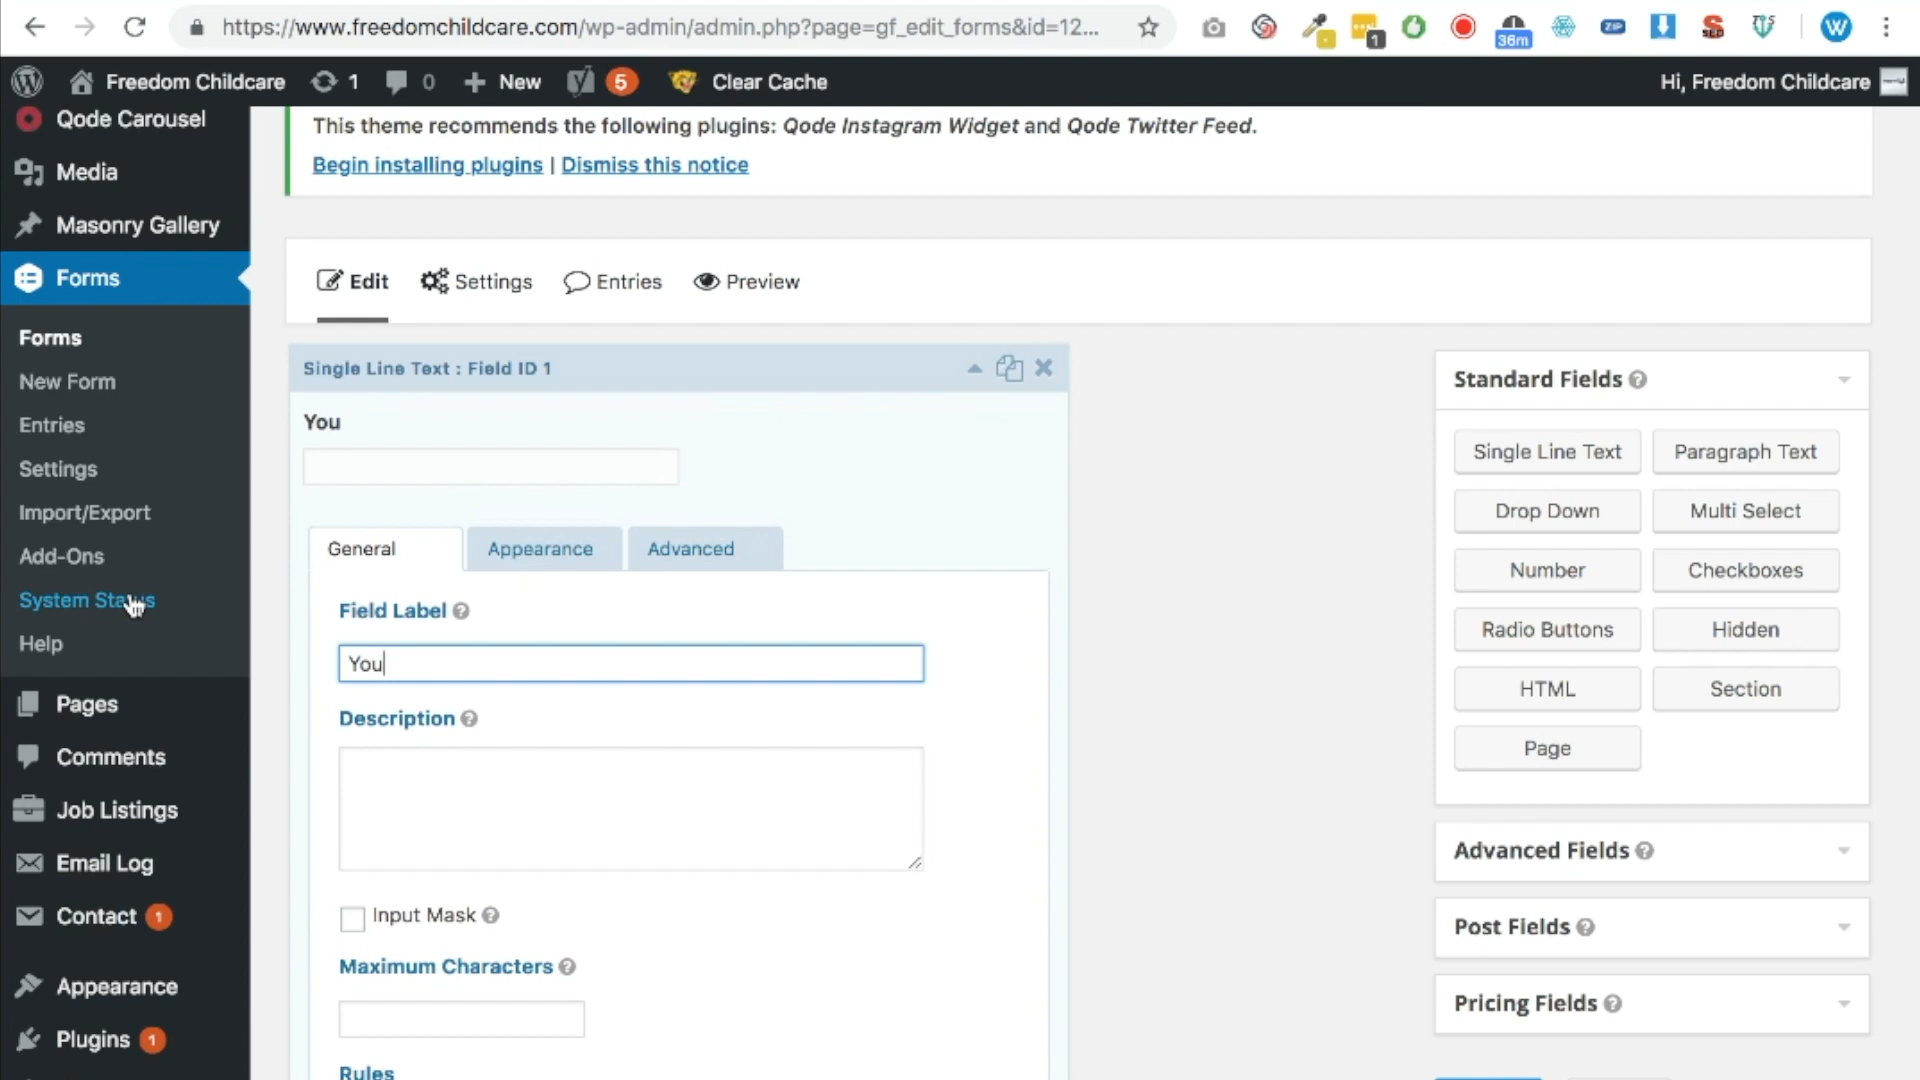 https://www.freedomchildcare.com/wp-admin/admin.php?page=gf_edit_forms&id=12...
1
36m
ZIP
SEO
W
Freedom Childcare 1 0 New 5 Clear Cache Hi, Freedom Childcare
Qode Carousel
Media
Masonry Gallery
Forms
Forms
New Form
Entries
Settings
Import/Export
Add-Ons
System Status
Help
Pages
Comments
Job Listings
Email Log
Contact 1
Appearance
Plugins 1
This theme recommends the following plugins: Qode Instagram Widget and Qode Twitter Feed.
Begin installing plugins | Dismiss this notice
Edit Settings Entries Preview
Single Line Text : Field ID 1
You
General Appearance Advanced
Field Label
You
Description
Input Mask
Maximum Characters
Rules
Standard Fields
Single Line Text Paragraph Text
Drop Down Multi Select
Number Checkboxes
Radio Buttons Hidden
HTML Section
Page
Advanced Fields
Post Fields
Pricing Fields